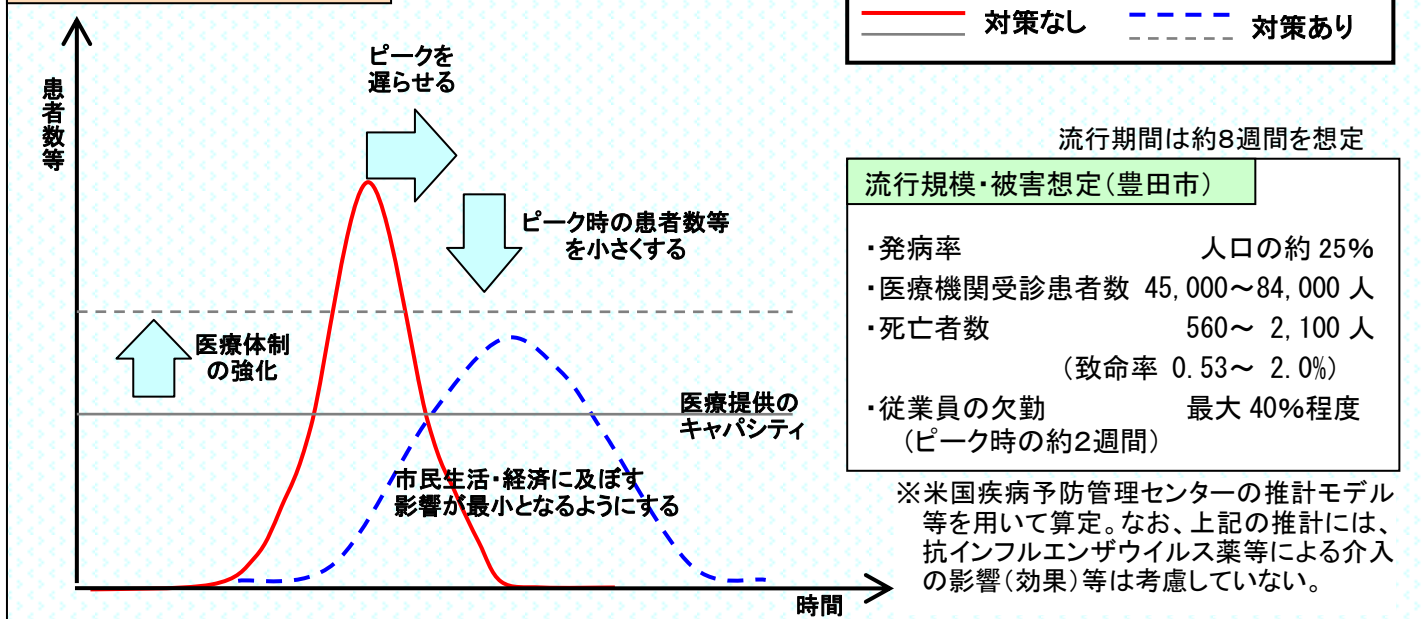 対策なし 対策あり
ピークを
遅らせる
患者数等
流行期間は約8週間を想定
流行規模・被害想定(豊田市)
・発病率 人口の約 25%
・医療機関受診患者数 45,000～84,000 人
・死亡者数 560～ 2,100 人
(致命率 0.53～ 2.0%)
・従業員の欠勤 最大 40%程度
(ピーク時の約2週間)
ピーク時の患者数等
を小さくする
医療体制
の強化
医療提供の
キャパシティ
市民生活・経済に及ぼす
影響が最小となるようにする
時間
※米国疾病予防管理センターの推計モデル
等を用いて算定。なお、上記の推計には、
抗インフルエンザウイルス薬等による介入
の影響(効果)等は考慮していない。